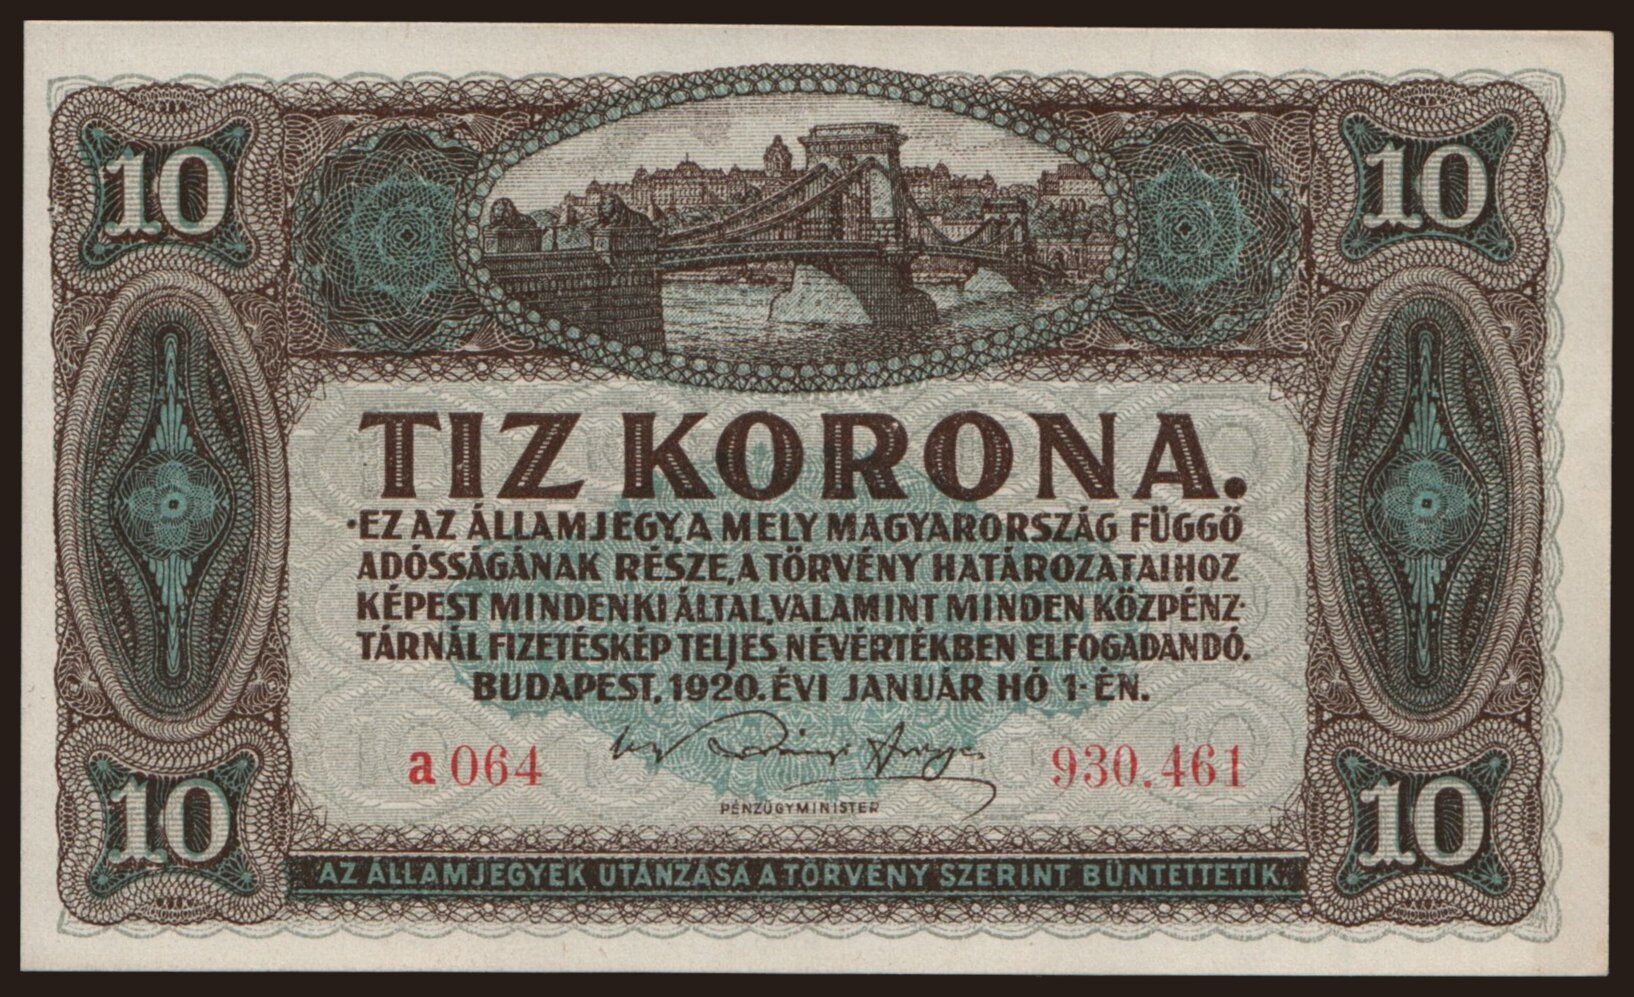 10 10
TIZ KORONA.
·EZ AZ ÁLLAMJEGY, A MELY MAGYARORSZÁG FÜGGŐ
ADÓSSÁGÁNAK RÉSZE, A TÖRVÉNY HATÁROZATAIHOZ
KÉPEST MINDENKI ÁLTAL, VALAMINT MINDEN KÖZPÉNZ-
TÁRNÁL FIZETÉSKÉP TELJES NÉVÉRTÉKBEN ELFOGADANDÓ.
BUDAPEST, 1920. ÉVI JANUÁR HÓ 1-ÉN.
a 064 930.461
PÉNZÜGYMINISTER
10 10
AZ ÁLLAMJEGYEK UTÁNZÁSA A TÖRVÉNY SZERINT BÜNTETTETIK.